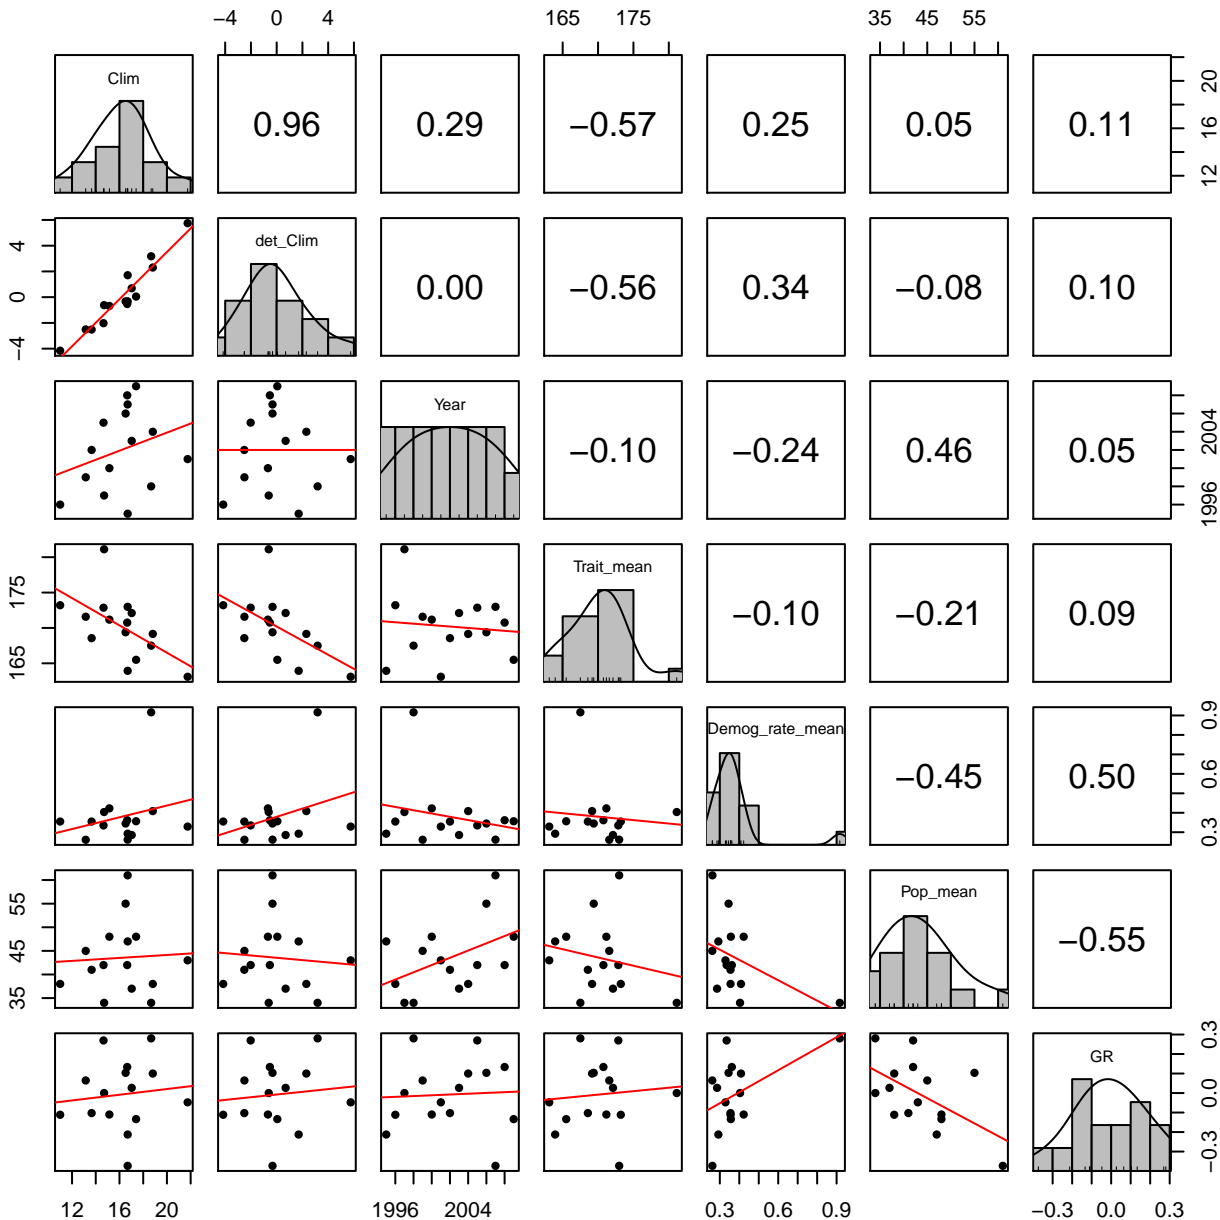 −4 0 4 165 175 35 45 55
Clim
0.96 0.29 −0.57 0.25 0.05 0.11
12 16 20
−4 0 4
det_Clim
0.00 −0.56 0.34 −0.08 0.10
Year
−0.10 −0.24 0.46 0.05
1996 2004
165 175
Trait_mean
−0.10 −0.21 0.09
Demog_rate_mean
−0.45 0.50
0.3 0.6 0.9
35 45 55
Pop_mean
−0.55
GR
−0.3 0.0 0.3
12 16 20 1996 2004 0.3 0.6 0.9 −0.3 0.0 0.3